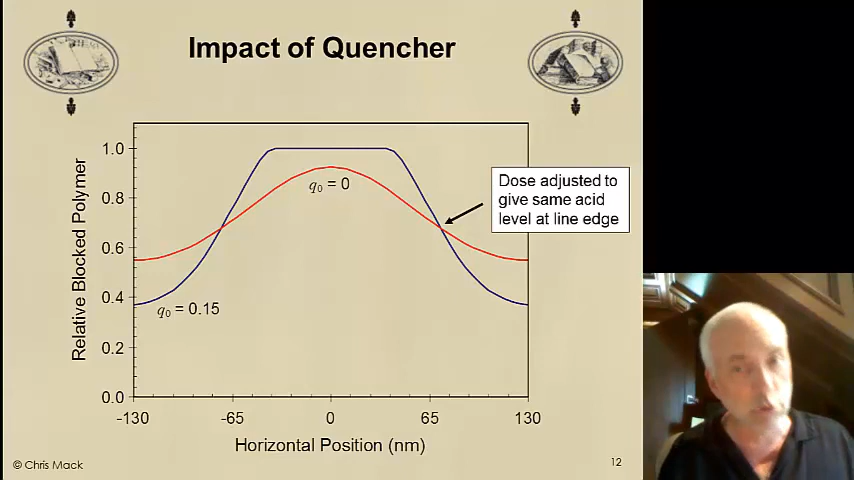 Impact of Quencher
Relative Blocked Polymer
1.0
0.8
0.6
0.4
0.2
0.0
q₀ = 0
q₀ = 0.15
Dose adjusted to
give same acid
level at line edge
-130
-65
0
65
130
Horizontal Position (nm)
© Chris Mack
12